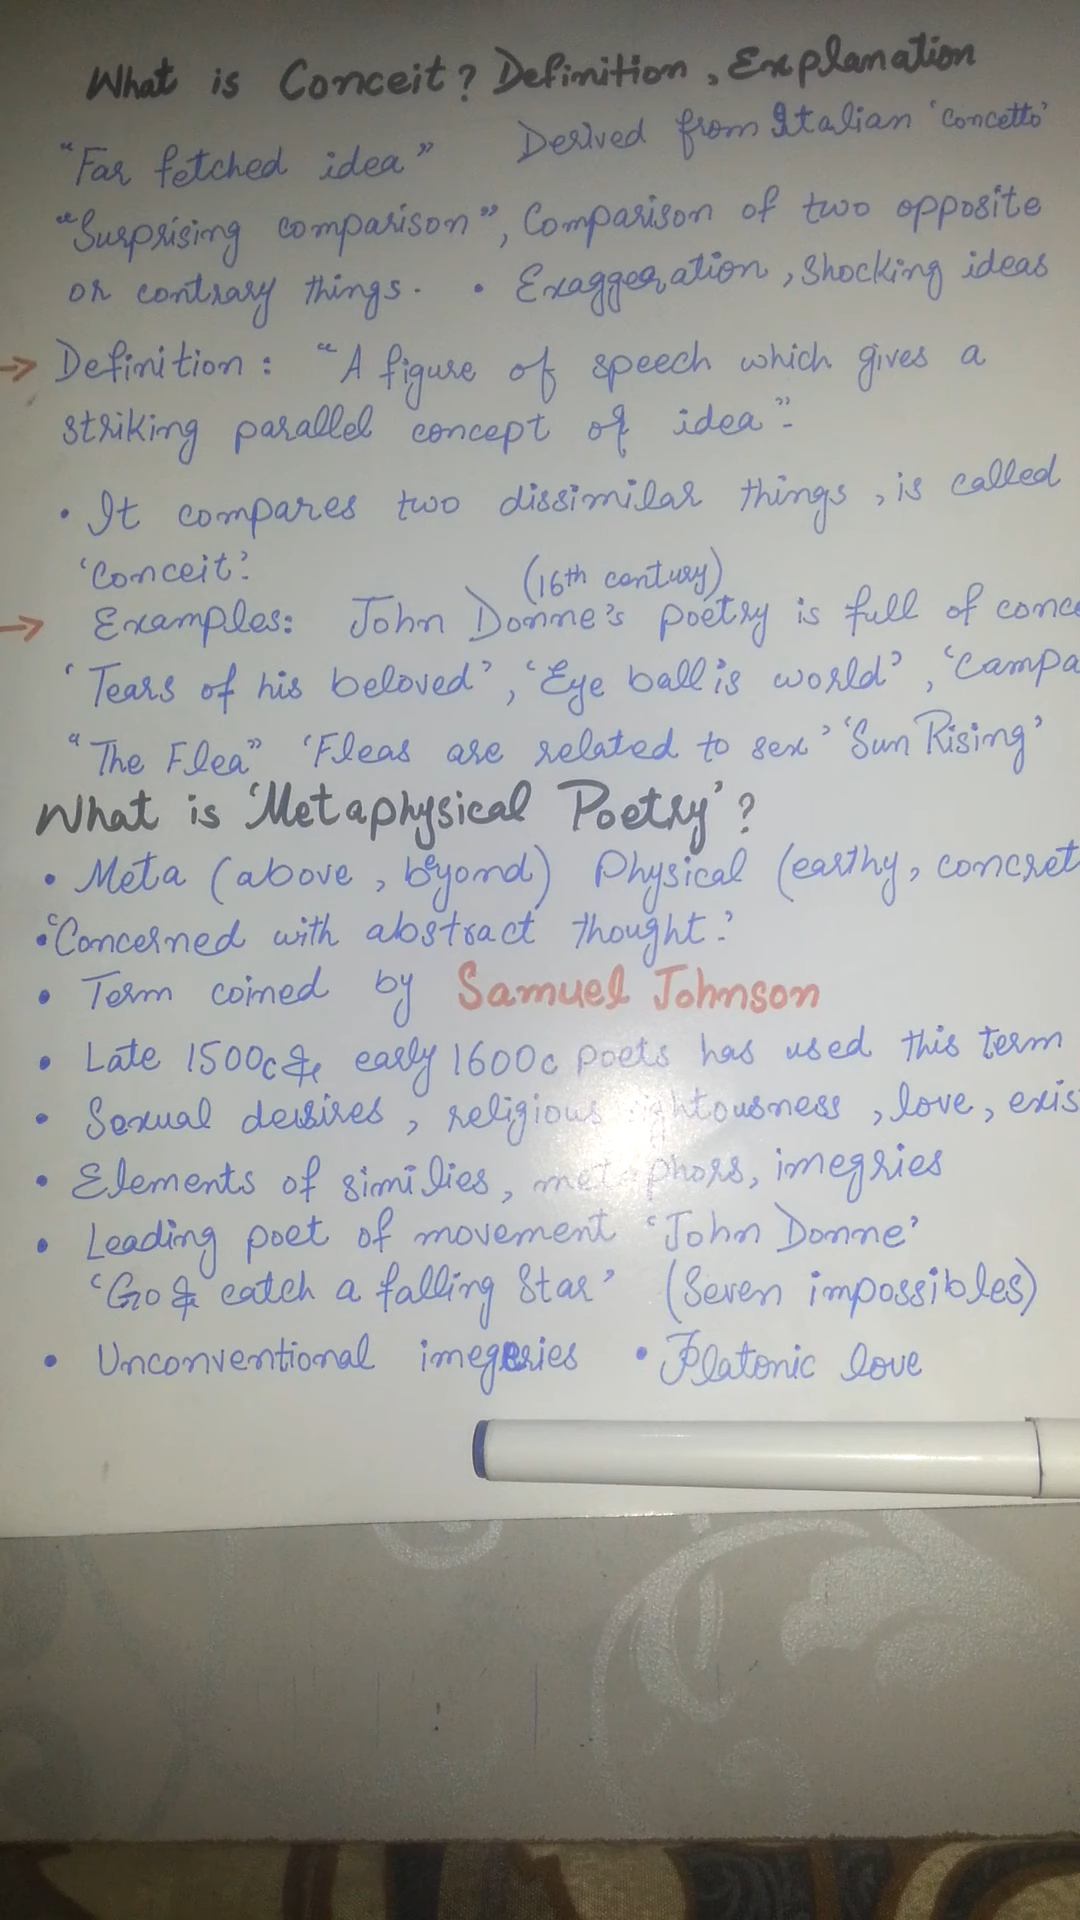 What is Conceit? Definition, Explanation
"Far fetched idea" Derived from Italian 'concetto'
"Surprising comparison", Comparison of two opposite
or contrary things. • Exaggeration, Shocking ideas
→ Definition: "A figure of speech which gives a
striking parallel concept of idea".
• It compares two dissimilar things, is called
'Conceit'.
(16th century)
→ Examples: John Donne's poetry is full of conce
'Tears of his beloved', 'Eye ball is world', 'Campa
"The Flea" 'Fleas are related to sex' 'Sun Rising'
What is 'Metaphysical Poetry'?
• Meta (above, beyond) Physical (earthy, concret
• 'Concerned with abstract thought.'
• Term coined by Samuel Johnson
• Late 1500c & early 1600c poets has used this term
• Sexual desires, religious ightousness, love, exis
• Elements of similies, metaphors, imegries
• Leading poet of movement 'John Donne'
'Go & catch a falling Star' (Seven impossibles)
• Unconventional imegeries • Platonic love